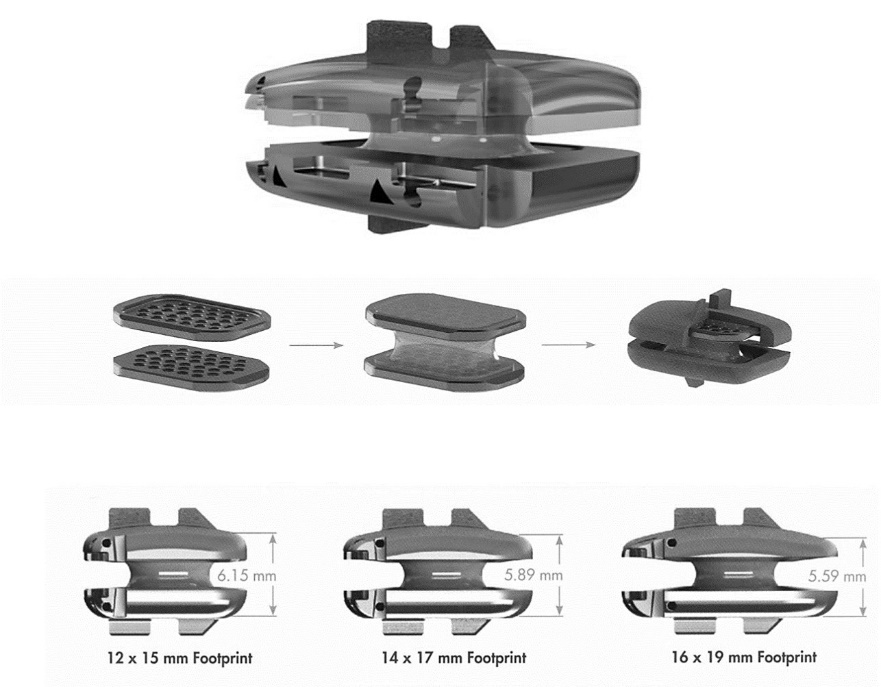 6.15 mm
5.89 mm
5.59 mm
12 x 15 mm Footprint
14 x 17 mm Footprint
16 x 19 mm Footprint